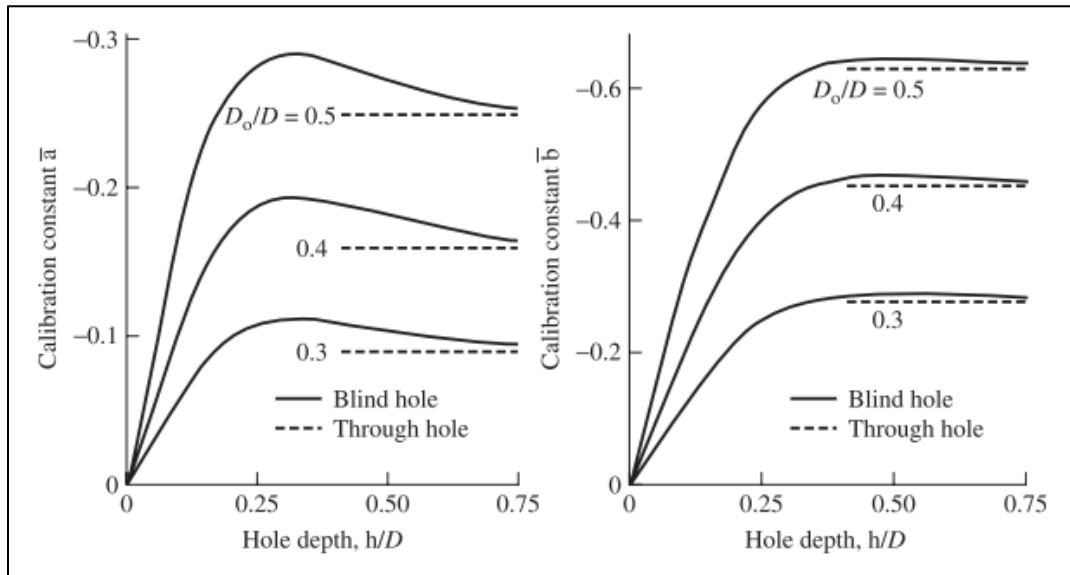 Calibration constant a̅
−0.3
−0.2
−0.1
0
Dₒ/D = 0.5
0.4
0.3
Blind hole
Through hole
0 0.25 0.50 0.75
Hole depth, h/D
Calibration constant b̅
−0.6
−0.4
−0.2
0
Dₒ/D = 0.5
0.4
0.3
Blind hole
Through hole
0 0.25 0.50 0.75
Hole depth, h/D